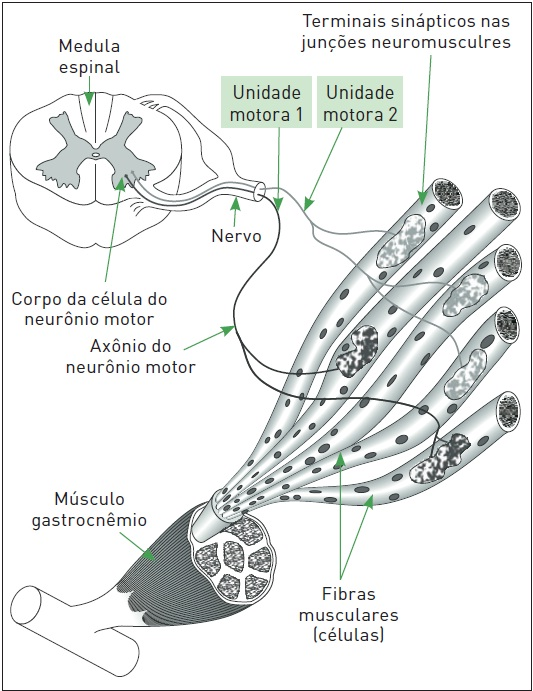 Terminais sinápticos nas
junções neuromusculres
Medula
espinal
Unidade
motora 1
Unidade
motora 2
Nervo
Corpo da célula do
neurônio motor
Axônio do
neurônio motor
Músculo
gastrocnêmio
Fibras
musculares
(células)